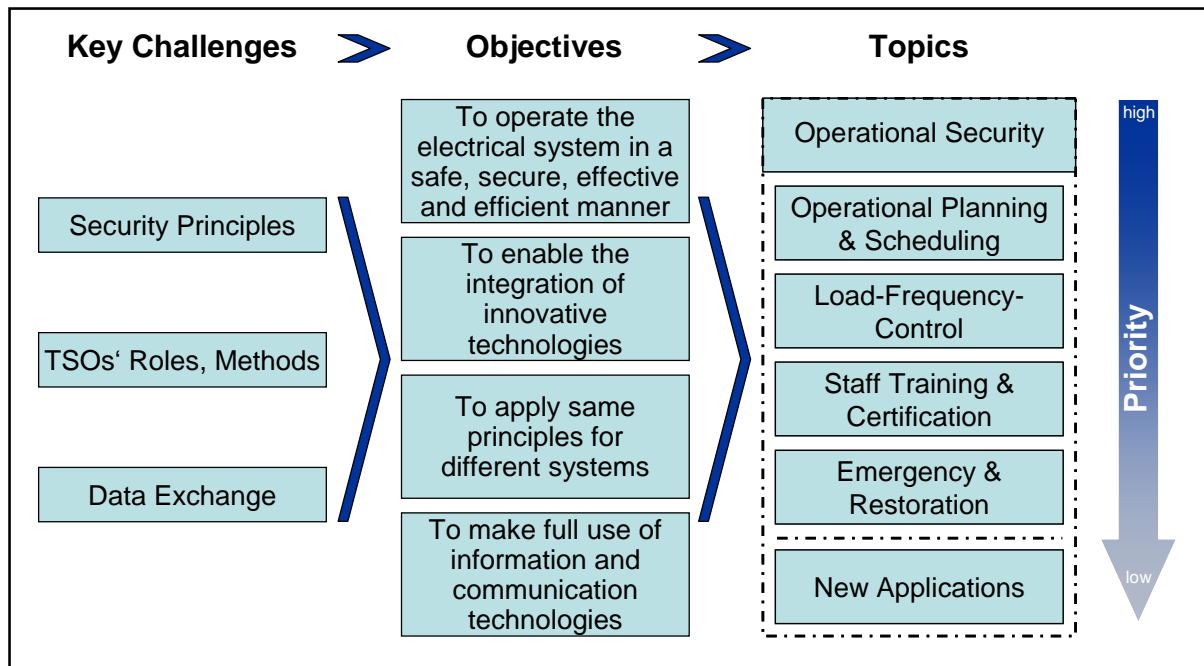 Key Challenges
Objectives
Topics
Security Principles
TSOs‘ Roles, Methods
Data Exchange
To operate the
electrical system in a
safe, secure, effective
and efficient manner
To enable the
integration of
innovative
technologies
To apply same
principles for
different systems
To make full use of
information and
communication
technologies
Operational Security
Operational Planning
& Scheduling
Load-Frequency-
Control
Staff Training &
Certification
Emergency &
Restoration
New Applications
high
Priority
low